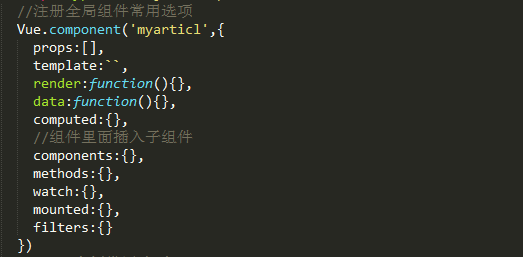 //注册全局组件常用选项
Vue.component('myarticl',{
props:[],
template:``,
render:function(){},
data:function(){},
computed:{},
//组件里面插入子组件
components:{},
methods:{},
watch:{},
mounted:{},
filters:{}
})